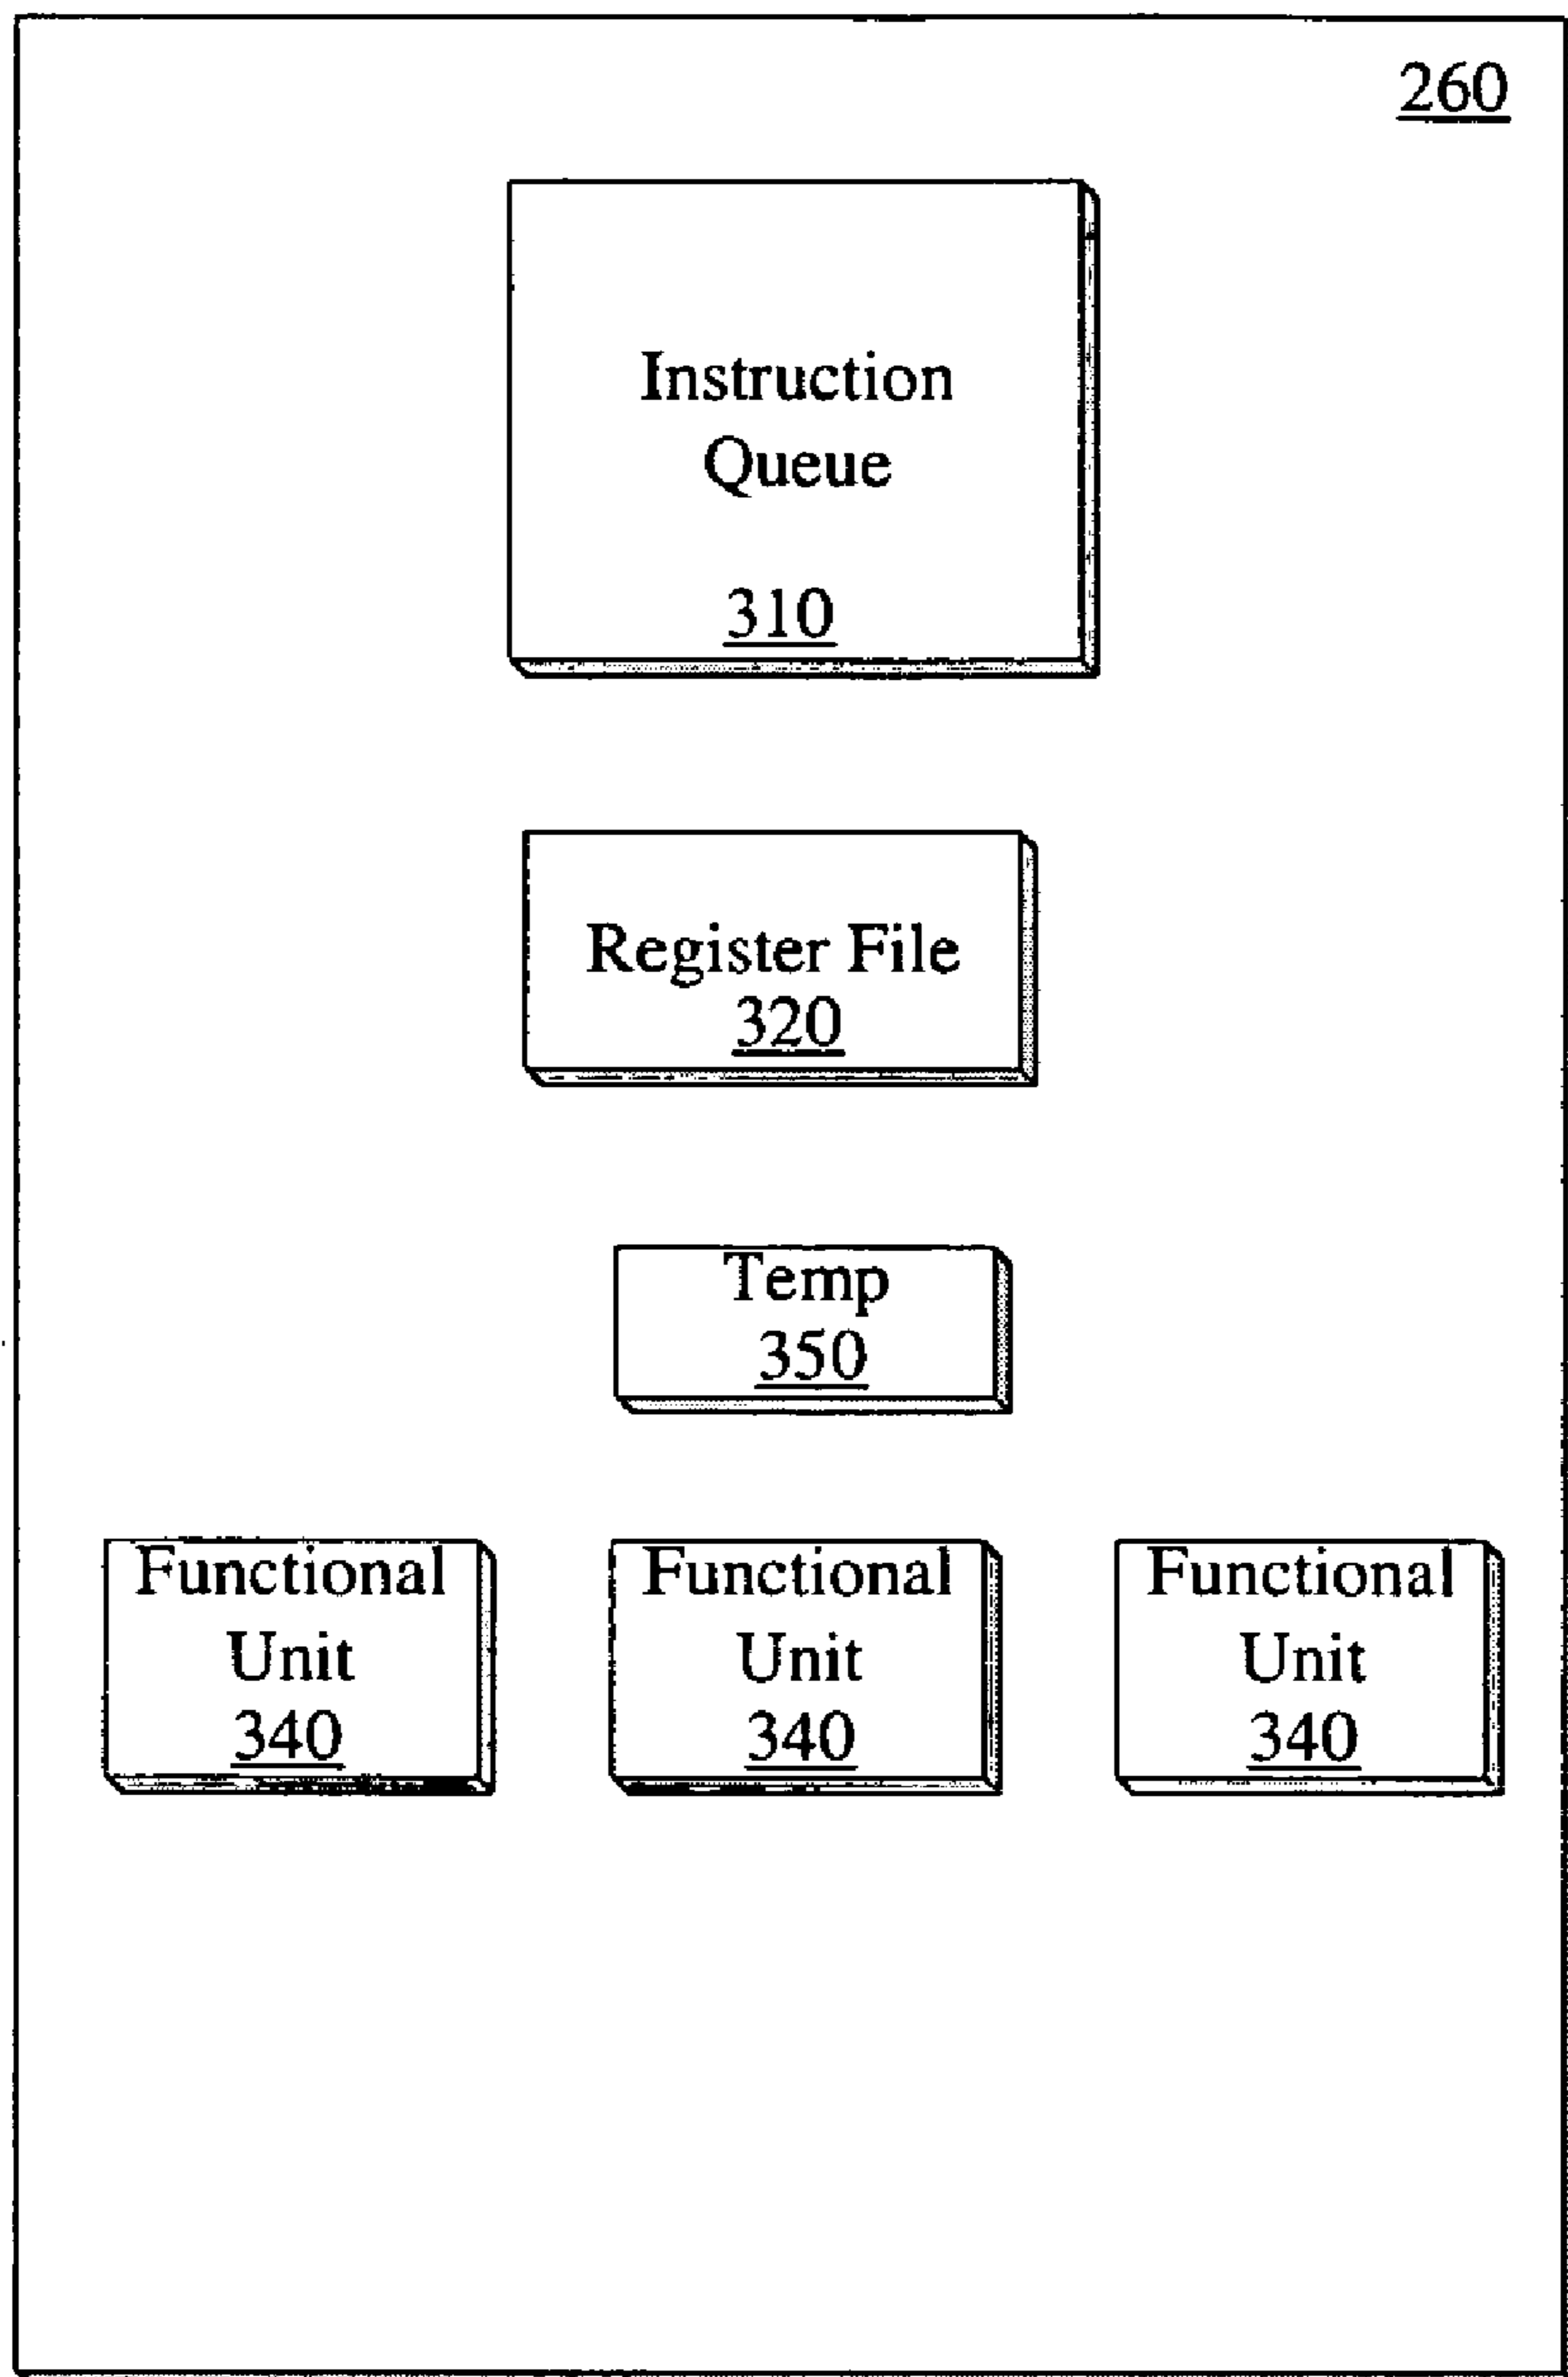 260
Instruction
Queue
310
Register File
320
Temp
350
Functional
Unit
340
Functional
Unit
340
Functional
Unit
340